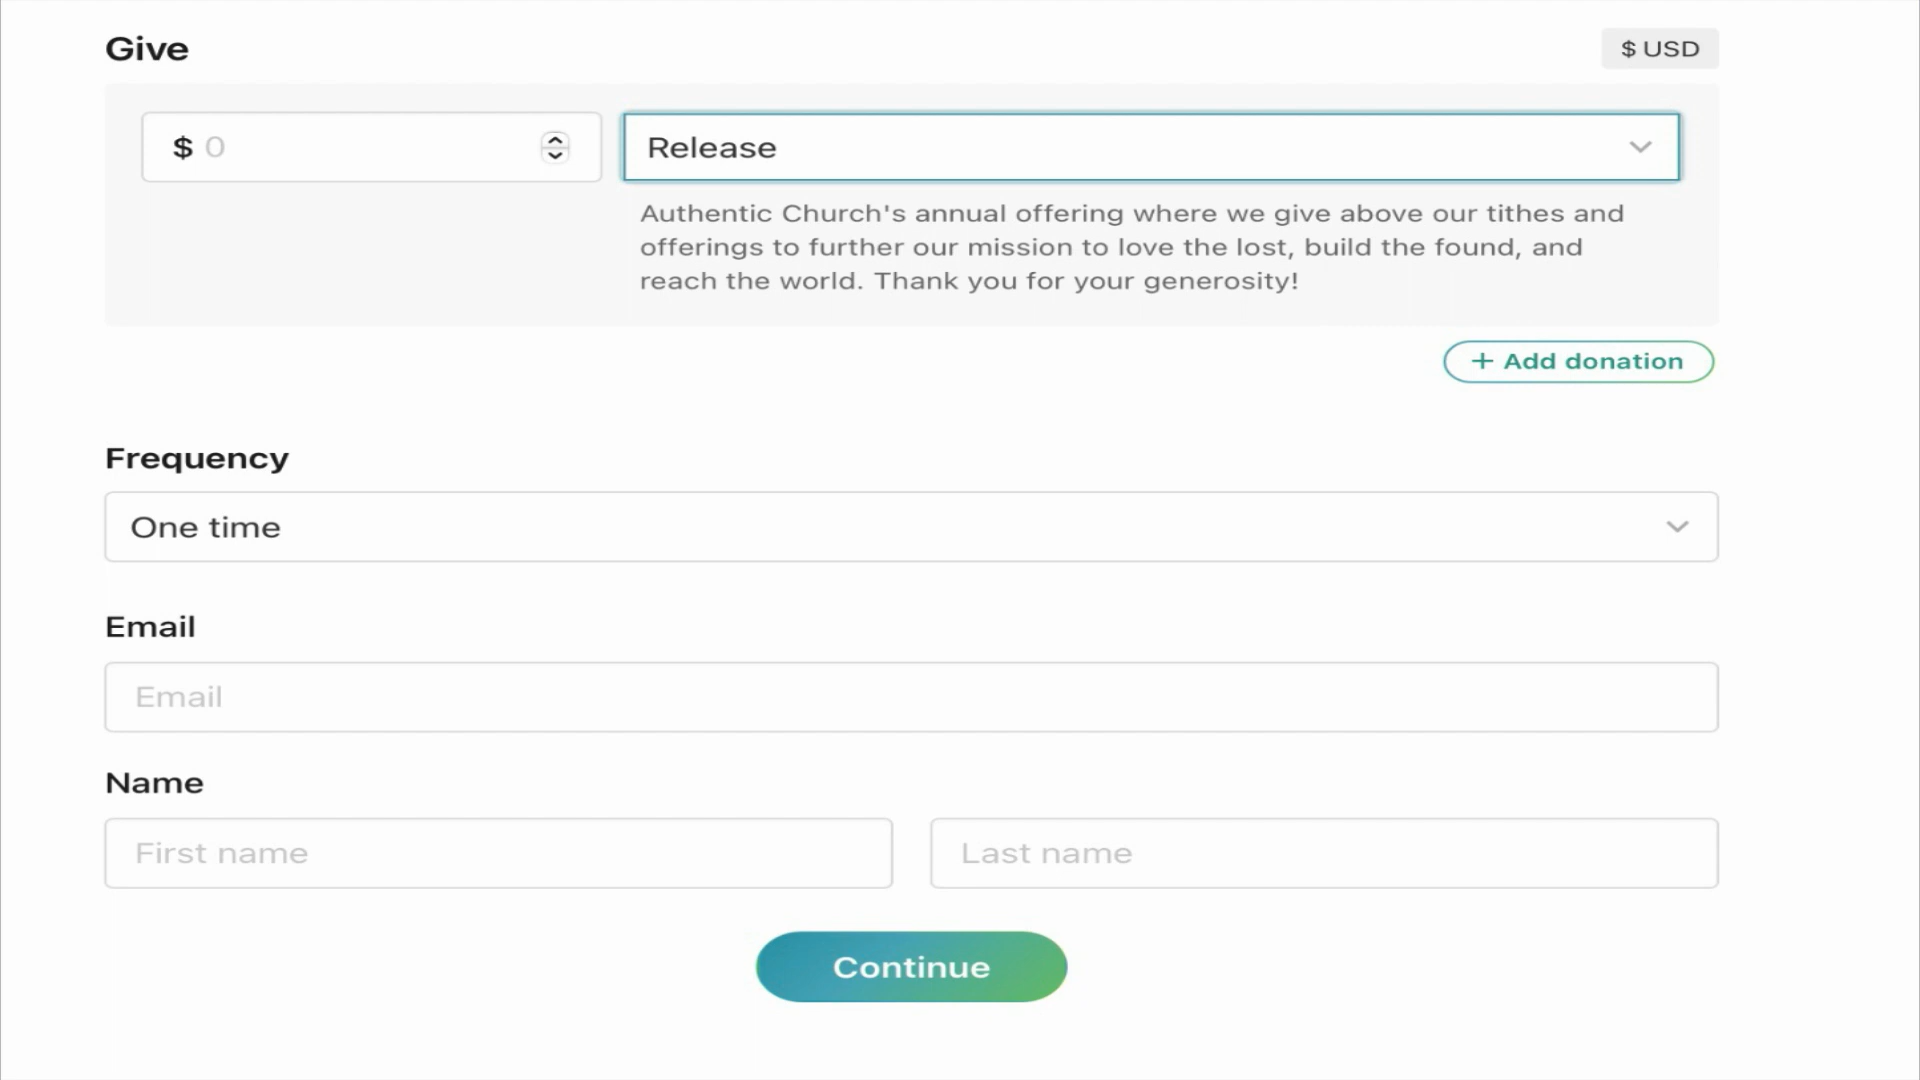 Give
$ USD
$ 0
Release
Authentic Church's annual offering where we give above our tithes and
offerings to further our mission to love the lost, build the found, and
reach the world. Thank you for your generosity!
+ Add donation
Frequency
One time
Email
Email
Name
First name
Last name
Continue